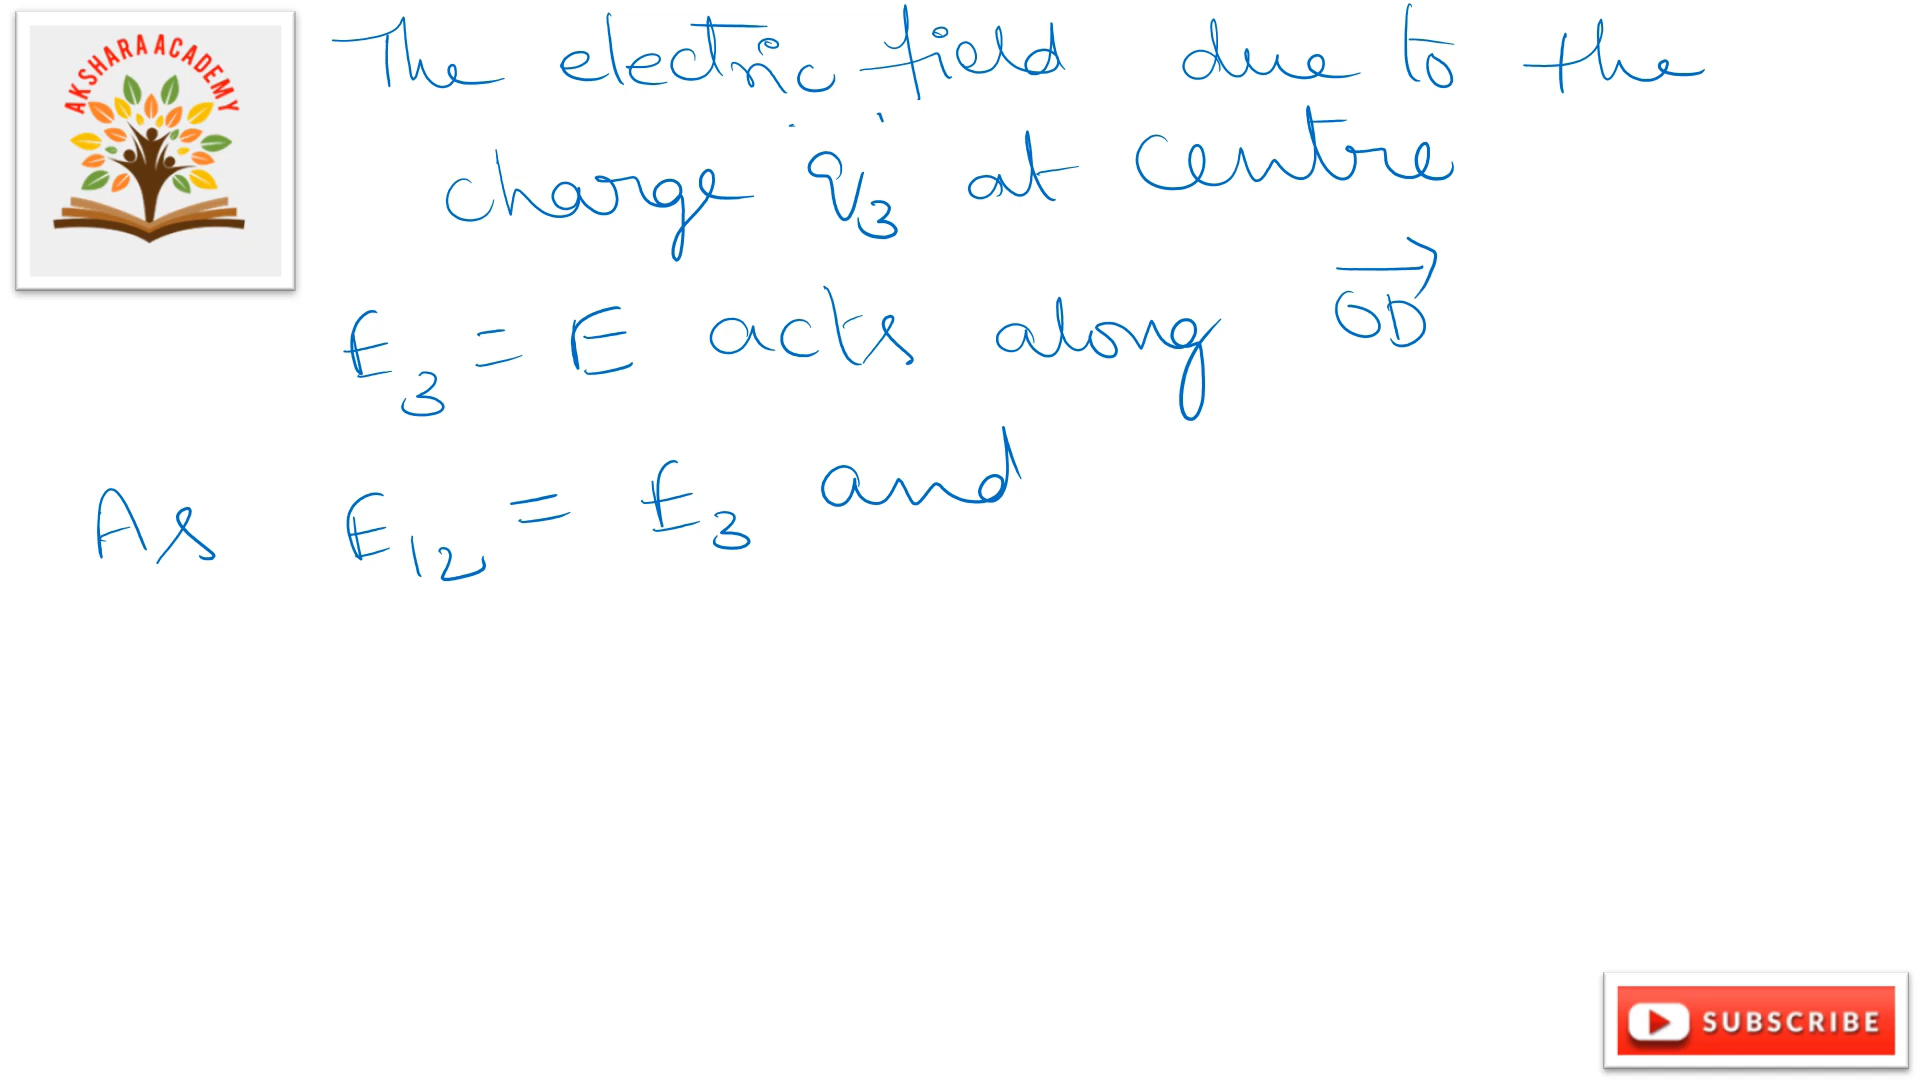 AKSHARA ACADEMY
The electric field due to the
charge q₃ at centre
E₃ = E acts along \overrightarrow{OD}
As E₁₂ = E₃ and
SUBSCRIBE